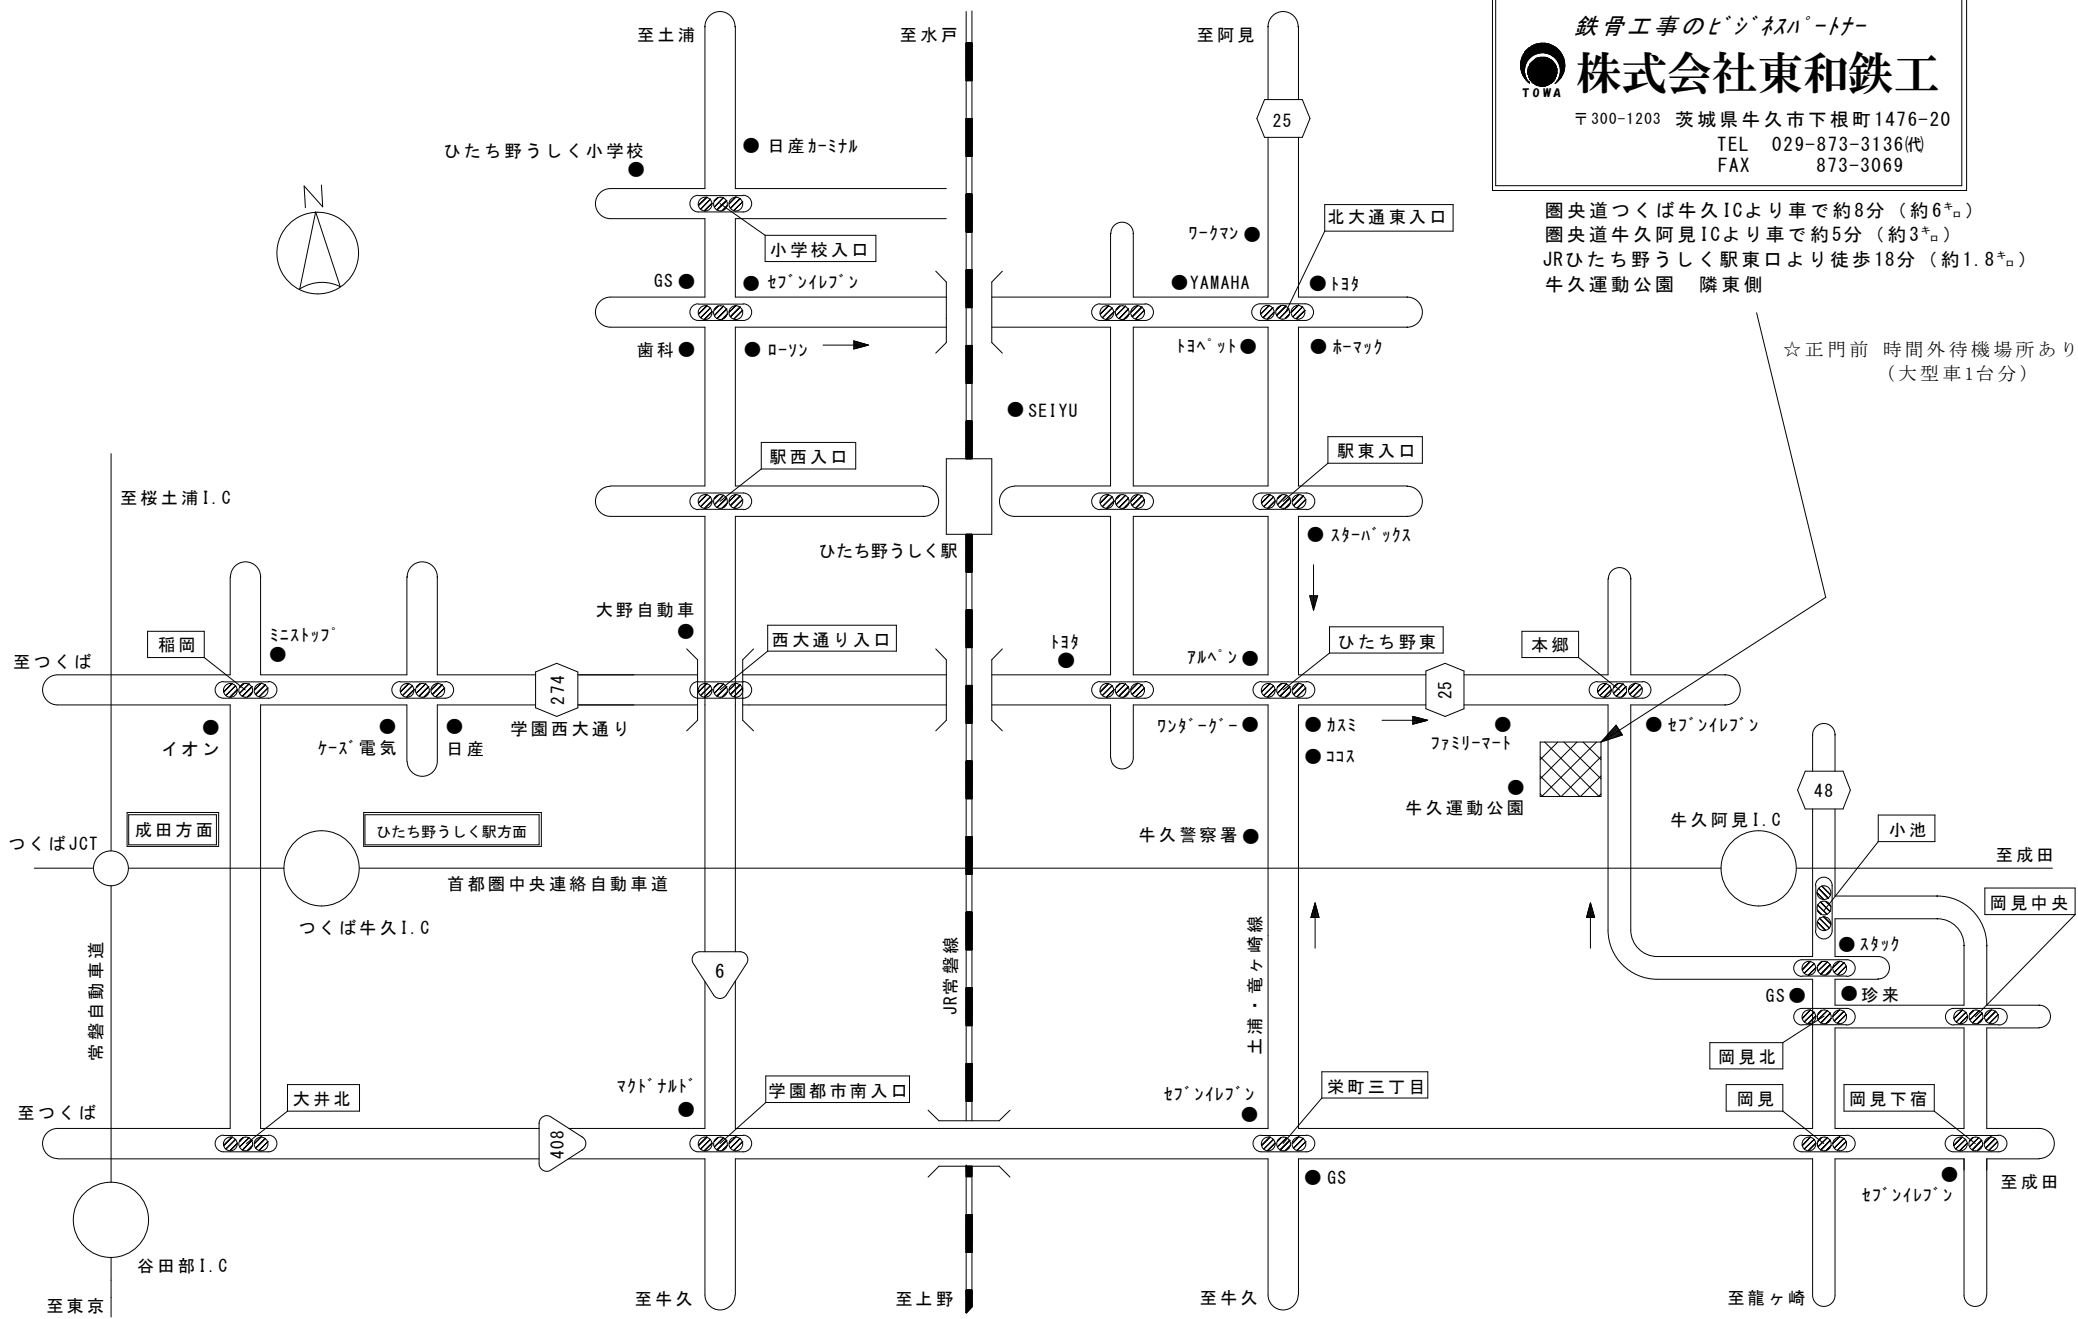 鉄骨工事のﾋﾞｼﾞﾈｽﾊﾟｰﾄﾅｰ
TOWA
株式会社東和鉄工
〒300-1203 茨城県牛久市下根町1476-20
TEL 029-873-3136㈹
FAX 873-3069
圏央道つくば牛久ICより車で約8分（約6㌔）
圏央道牛久阿見ICより車で約5分（約3㌔）
JRひたち野うしく駅東口より徒歩18分（約1.8㌔）
牛久運動公園 隣東側
☆正門前 時間外待機場所あり
（大型車1台分）
至土浦
至水戸
至阿見
25
ひたち野うしく小学校
日産ｶｰﾐﾅﾙ
N
小学校入口
ﾜｰｸﾏﾝ
北大通東入口
GS
ｾﾌﾞﾝｲﾚﾌﾞﾝ
YAMAHA
ﾄﾖﾀ
歯科
ﾛｰｿﾝ
ﾄﾖﾍﾟｯﾄ
ﾎｰﾏｯｸ
SEIYU
駅西入口
駅東入口
至桜土浦I.C
ひたち野うしく駅
ｽﾀｰﾊﾞｯｸｽ
大野自動車
ﾐﾆｽﾄｯﾌﾟ
稲岡
西大通り入口
ﾄﾖﾀ
ｱﾙﾍﾟﾝ
ひたち野東
本郷
至つくば
274
25
イオン
ｹｰｽﾞ電気
日産
学園西大通り
ﾜﾝﾀﾞｰｸﾞｰ
ｶｽﾐ
ｺｺｽ
ﾌｧﾐﾘｰﾏｰﾄ
ｾﾌﾞﾝｲﾚﾌﾞﾝ
牛久運動公園
48
成田方面
ひたち野うしく駅方面
牛久警察署
牛久阿見I.C
小池
つくばJCT
至成田
首都圏中央連絡自動車道
つくば牛久I.C
岡見中央
常磐自動車道
6
JR常磐線
土浦・竜ヶ崎線
ｽﾀｯｸ
GS
珍来
岡見北
マクドﾅﾙﾄﾞ
学園都市南入口
ｾﾌﾞﾝｲﾚﾌﾞﾝ
栄町三丁目
岡見
岡見下宿
至つくば
大井北
408
GS
ｾﾌﾞﾝｲﾚﾌﾞﾝ
至成田
谷田部I.C
至東京
至牛久
至上野
至牛久
至龍ヶ崎